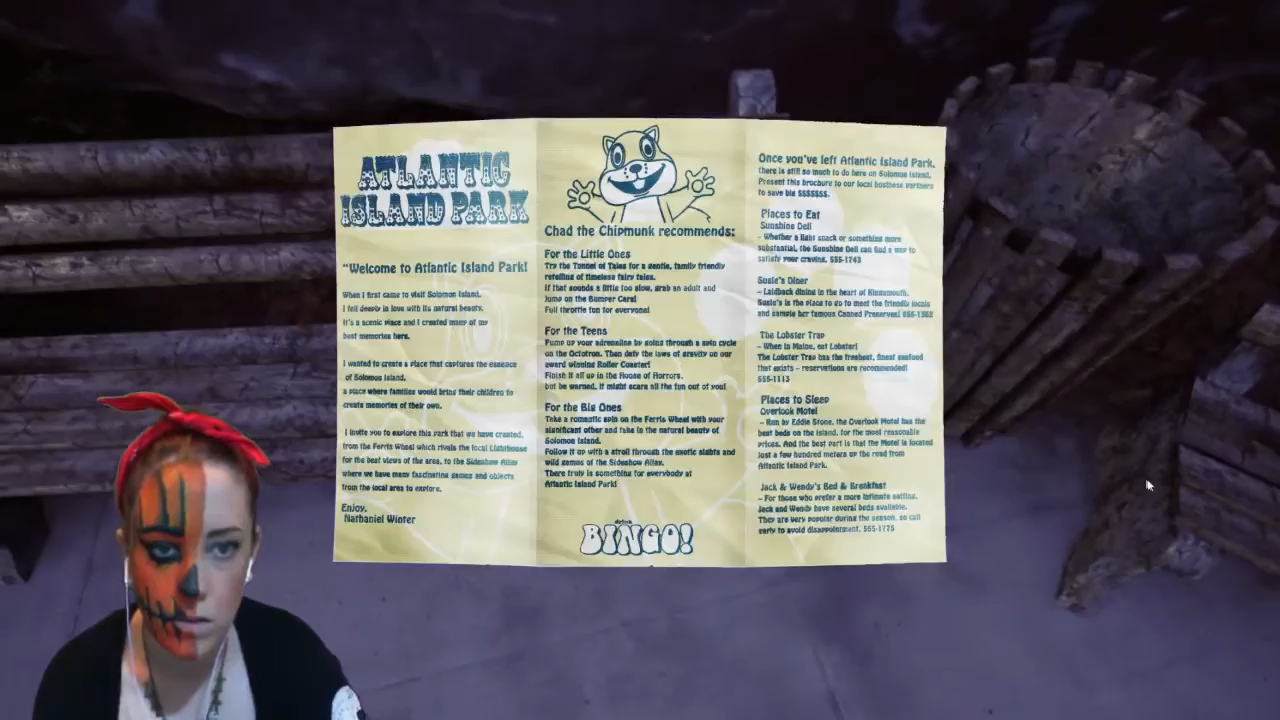 ATLANTIC
ISLAND PARK
"Welcome to Atlantic Island Park!
When I first came to visit Solomon Island,
I fell deeply in love with its natural beauty.
It's a scenic place and I created many of my
best memories here.
I wanted to create a place that captures the essence
of Solomon Island,
a place where families would bring their children to
create memories of their own.
I invite you to explore this park that we have created,
from the Ferris Wheel which rivals the local Lighthouse
for the best views of the area, to the Sideshow Alley
where we have many fascinating games and objects
from the local area to explore.
Enjoy,
Nathaniel Winter
Chad the Chipmunk recommends:
For the Little Ones
Try the Tunnel of Tales for a gentle, family friendly
retelling of timeless fairy tales.
If that sounds a little too slow, grab an adult and
jump on the Bumper Cars!
Full throttle fun for everyone!
For the Teens
Pump up your adrenaline by going through a spin cycle
on the Octotron. Then defy the laws of gravity on our
award winning Roller Coaster!
Finish it all up in the House of Horrors,
but be warned, it might scare all the fun out of you!
For the Big Ones
Take a romantic spin on the Ferris Wheel with your
significant other and take in the natural beauty of
Solomon Island.
Follow it up with a stroll through the exotic sights and
wild games of the Sideshow Alley.
There truly is something for everybody at
Atlantic Island Park!
drink
BINGO!
Once you've left Atlantic Island Park,
there is still so much to do here on Solomon Island.
Present this brochure to our local business partners
to save big $$$$$$$.
Places to Eat
Sunshine Deli
- Whether a light snack or something more
substantial, the Sunshine Deli can find a way to
satisfy your craving. 555-1243
Susie's Diner
- Laidback dining in the heart of Kingsmouth,
Susie's is the place to go to meet the friendly locals
and sample her famous Canned Preserves! 555-1562
The Lobster Trap
- When in Maine, eat Lobster!
The Lobster Trap has the freshest, finest seafood
that exists - reservations are recommended!
555-1113
Places to Sleep
Overlook Motel
- Run by Eddie Stone, the Overlook Motel has the
best beds on the island, for the most reasonable
prices. And the best part is that the Motel is located
just a few hundred meters up the road from
Atlantic Island Park.
Jack & Wendy's Bed & Breakfast
- For those who prefer a more intimate setting,
Jack and Wendy have several beds available.
They are very popular during the season, so call
early to avoid disappointment. 555-1775